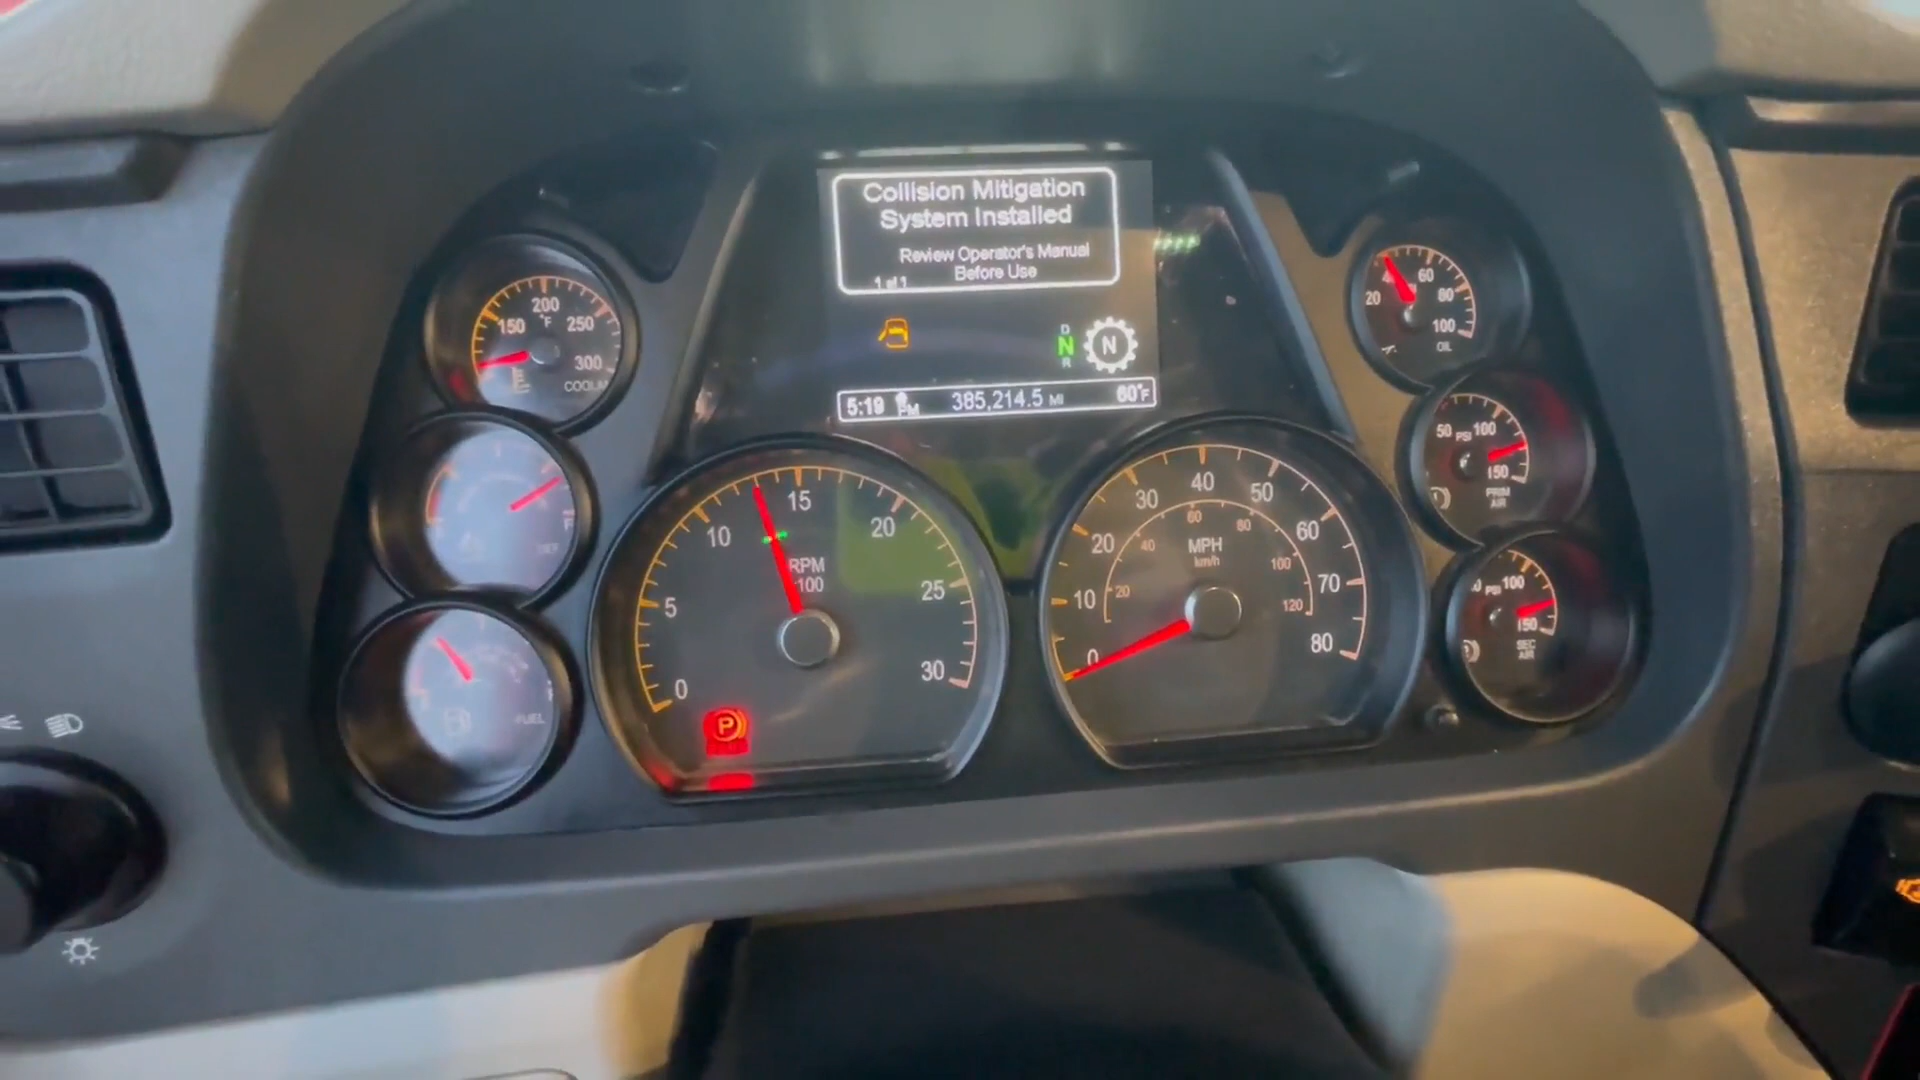 Collision Mitigation
System Installed
Review Operator's Manual
Before Use
1 of 1
D
N
R
N
5:19 PM 385,214.5 MI 60°F
150 200 250 300
°F
COOLANT
F
DEF
FUEL
0 5 10 15 20 25 30
RPM
100
P
0 10 20 30 40 50 60 70 80
20 40 60 80 100 120
MPH
km/h
20 60 80 100
OIL
50 100 150
PSI
PRIM
AIR
100 150
PSI
SEC
AIR